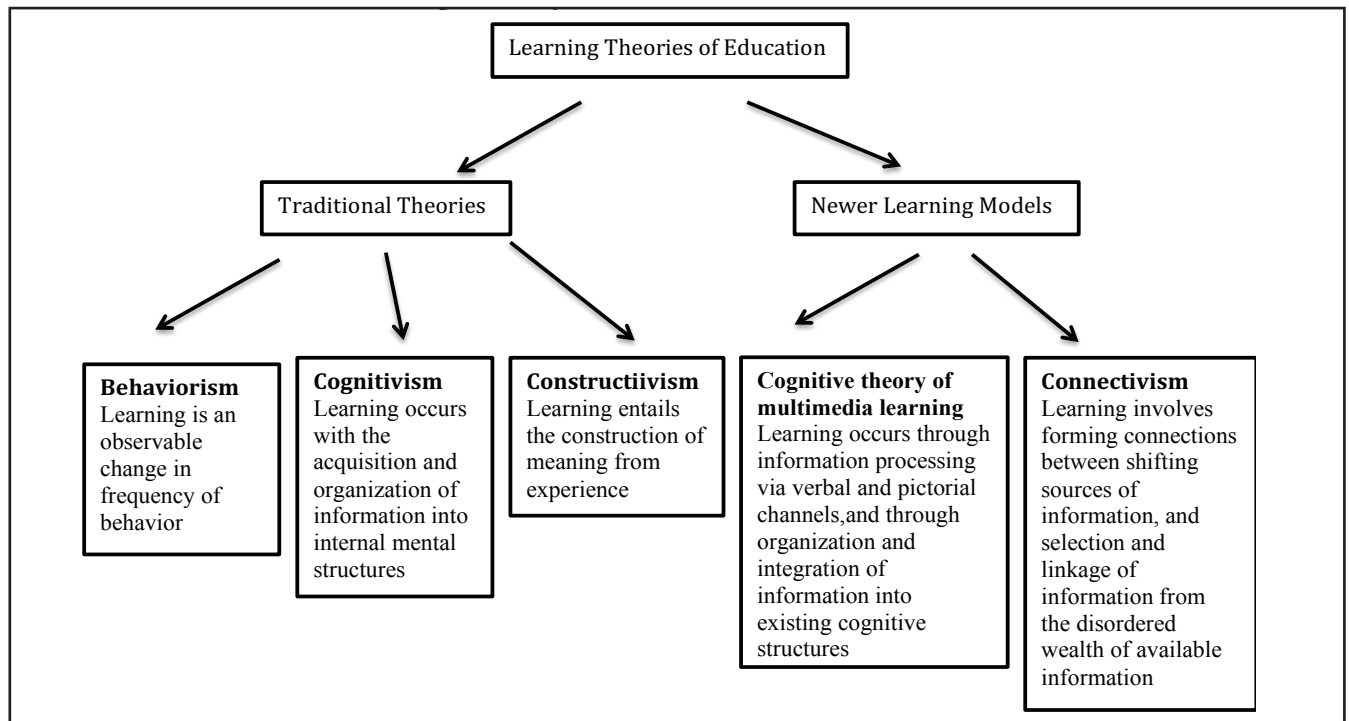 Learning Theories of Education
Traditional Theories
Newer Learning Models
Behaviorism
Learning is an
observable
change in
frequency of
behavior
Cognitivism
Learning occurs
with the
acquisition and
organization of
information into
internal mental
structures
Constructiivism
Learning entails
the construction of
meaning from
experience
Cognitive theory of
multimedia learning
Learning occurs through
information processing
via verbal and pictorial
channels,and through
organization and
integration of
information into
existing cognitive
structures
Connectivism
Learning involves
forming connections
between shifting
sources of
information, and
selection and
linkage of
information from
the disordered
wealth of available
information